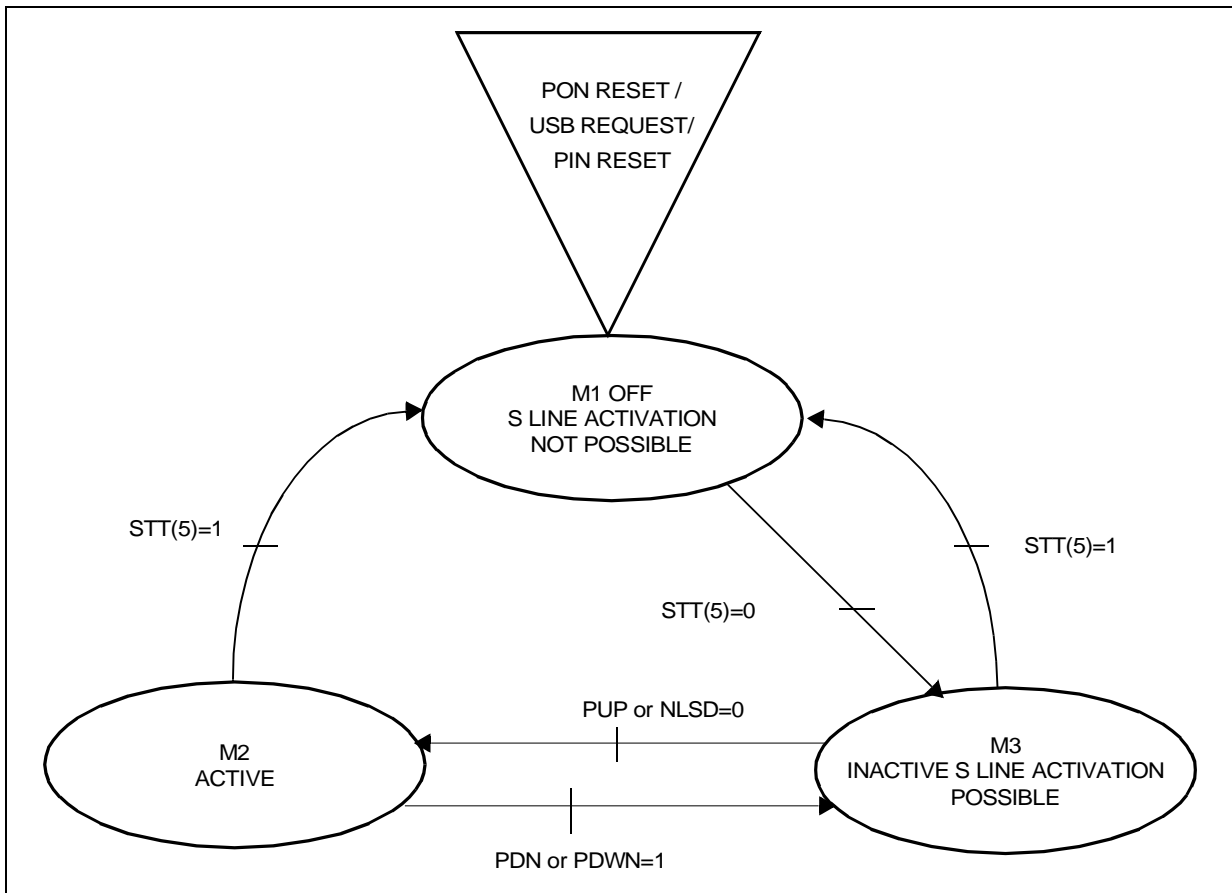 PON RESET /
USB REQUEST/
PIN RESET
M1 OFF
S LINE ACTIVATION
NOT POSSIBLE
STT(5)=1
STT(5)=1
STT(5)=0
PUP or NLSD=0
M2
ACTIVE
M3
INACTIVE S LINE ACTIVATION
POSSIBLE
PDN or PDWN=1